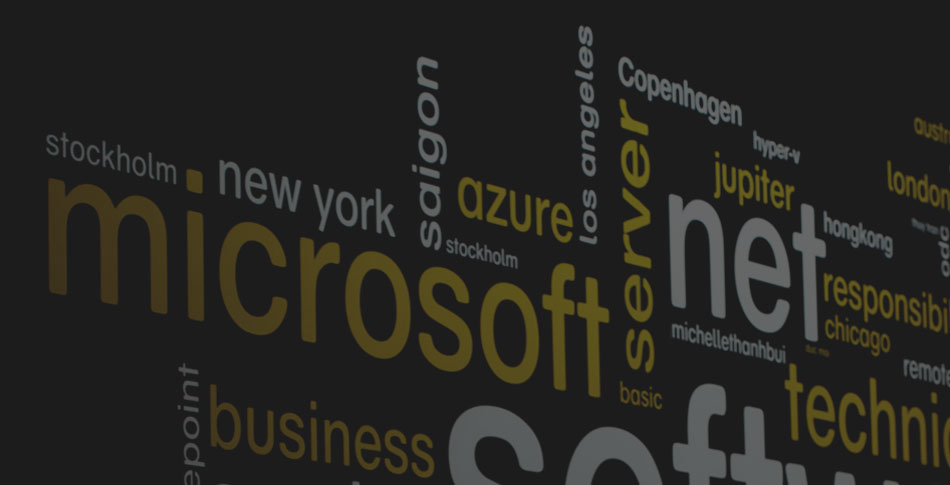 Copenhagen
los angeles
saigon
server
austr
hyper-v
stockholm
new york
azure
jupiter
london
microsoft
stockholm
net
hongkong
responsibi
chicago
michellethanhbui
remote
basic
epoint
business
techni
softw